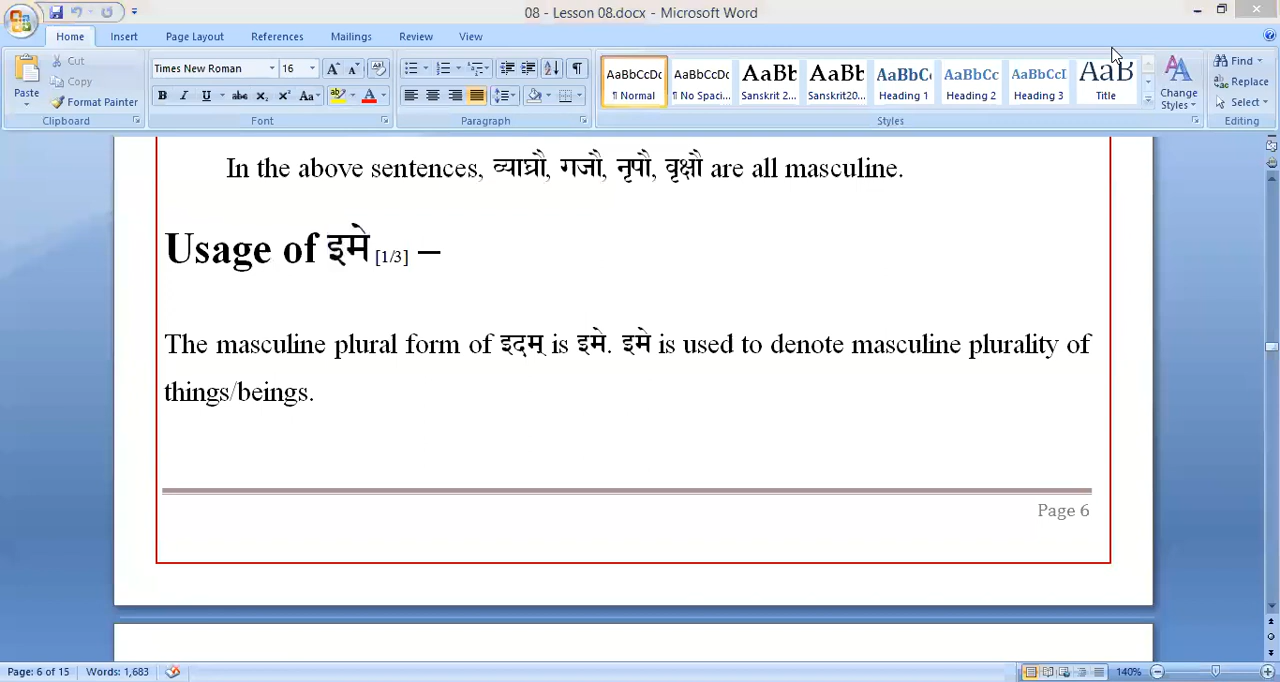 08 - Lesson 08.docx - Microsoft Word
Home Insert Page Layout References Mailings Review View
Paste
Cut
Copy
Format Painter
Clipboard
Times New Roman 16
B I U abc X₂ X² Aa
Font
Paragraph
AaBbCcDc AaBbCcDc AaBb AaBb AaBbC AaBbCc AaBbCcI AaB
¶ Normal ¶ No Spaci... Sanskrit 2... Sanskrit20... Heading 1 Heading 2 Heading 3 Title
Change Styles
Styles
Find
Replace
Select
Editing
In the above sentences, व्याघ्रौ, गजौ, नृपौ, वृक्षौ are all masculine.
Usage of इमे [1/3] –
The masculine plural form of इदम् is इमे. इमे is used to denote masculine plurality of
things/beings.
Page 6
Page: 6 of 15 Words: 1,683 140%